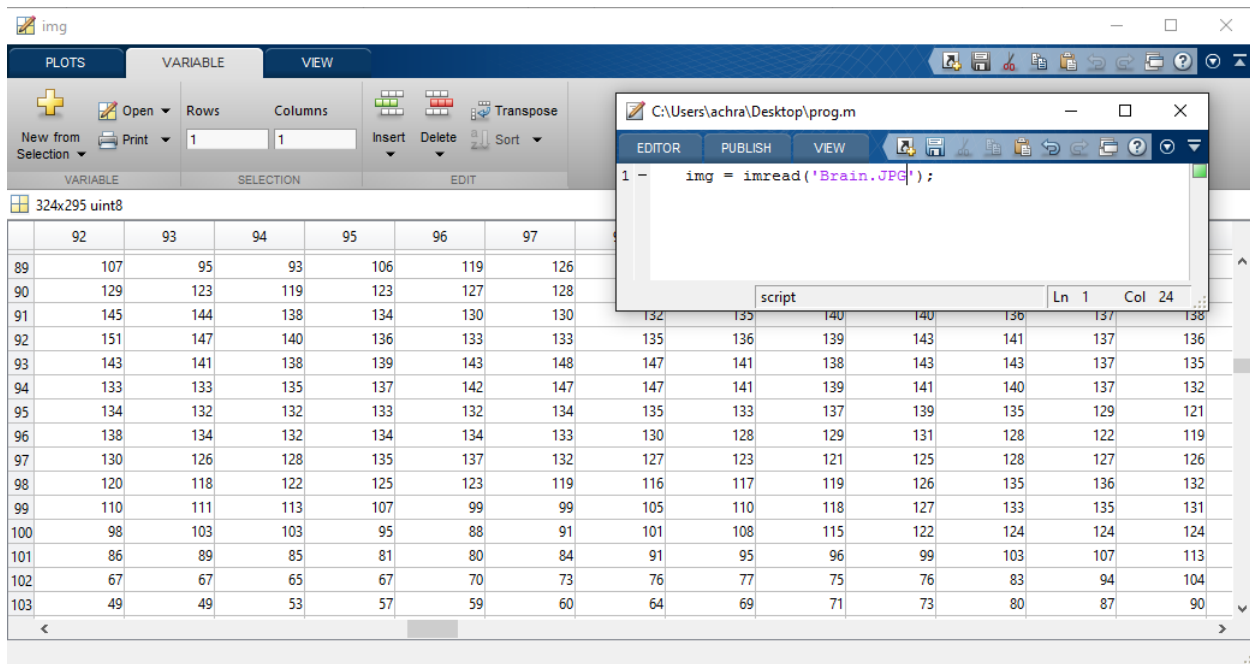 img
PLOTS VARIABLE VIEW
New from Selection
Open
Print
Rows Columns
1 1
Insert Delete
Transpose
Sort
VARIABLE SELECTION EDIT
324x295 uint8
C:\Users\achra\Desktop\prog.m
EDITOR PUBLISH VIEW
1 img = imread('Brain.JPG');
script Ln 1 Col 24
92 93 94 95 96 97
89 107 95 93 106 119 126
90 129 123 119 123 127 128
91 145 144 138 134 130 130 132 135 140 140 136 137 138
92 151 147 140 136 133 133 135 136 139 143 141 137 136
93 143 141 138 139 143 148 147 141 138 143 143 137 135
94 133 133 135 137 142 147 147 141 139 141 140 137 132
95 134 132 132 133 132 134 135 133 137 139 135 129 121
96 138 134 132 134 134 133 130 128 129 131 128 122 119
97 130 126 128 135 137 132 127 123 121 125 128 127 126
98 120 118 122 125 123 119 116 117 119 126 135 136 132
99 110 111 113 107 99 99 105 110 118 127 133 135 131
100 98 103 103 95 88 91 101 108 115 122 124 124 124
101 86 89 85 81 80 84 91 95 96 99 103 107 113
102 67 67 65 67 70 73 76 77 75 76 83 94 104
103 49 49 53 57 59 60 64 69 71 73 80 87 90